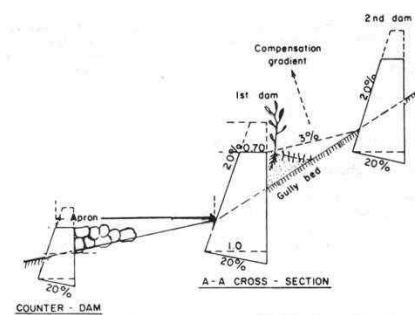 2nd dam
Compensation
gradient
1st dam
20%
3%
20%
0.70
20%
Gully bed
Apron
1.0
20%
20%
A-A CROSS - SECTION
COUNTER - DAM